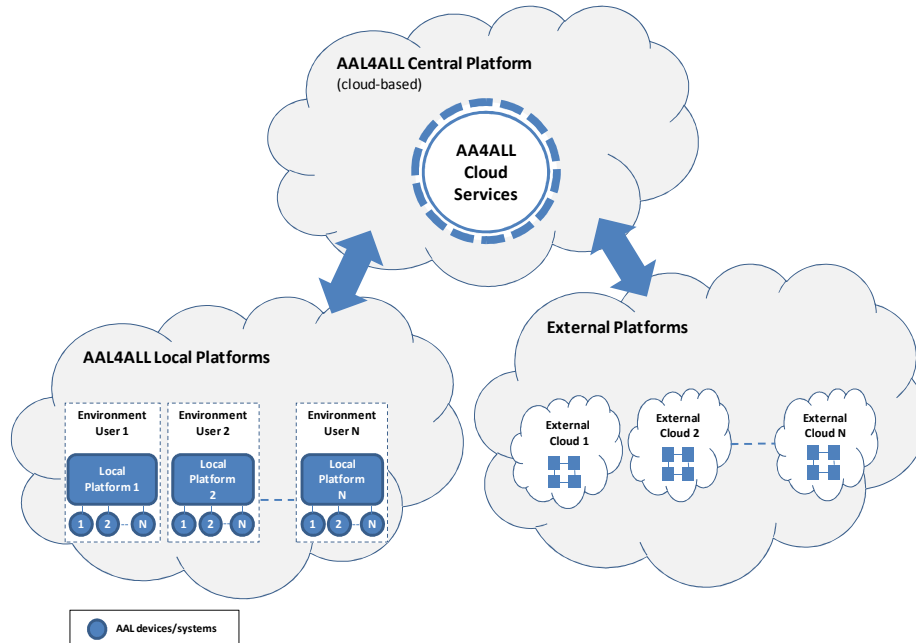 AAL4ALL Central Platform
(cloud-based)
AA4ALL
Cloud
Services
AAL4ALL Local Platforms
Environment
User 1
Environment
User 2
Environment
User N
Local
Platform 1
Local
Platform
2
Local
Platform
N
1 2 N
1 2 N
1 2 N
External Platforms
External
Cloud 1
External
Cloud 2
External
Cloud N
AAL devices/systems